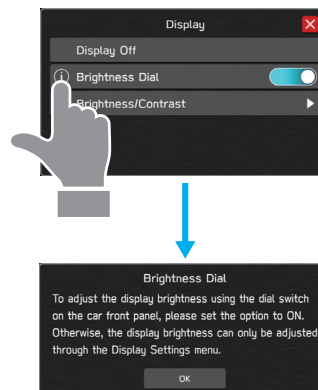 Display
Display Off
Brightness Dial
Brightness/Contrast
Brightness Dial
To adjust the display brightness using the dial switch
on the car front panel, please set the option to ON.
Otherwise, the display brightness can only be adjusted
through the Display Settings menu.
OK